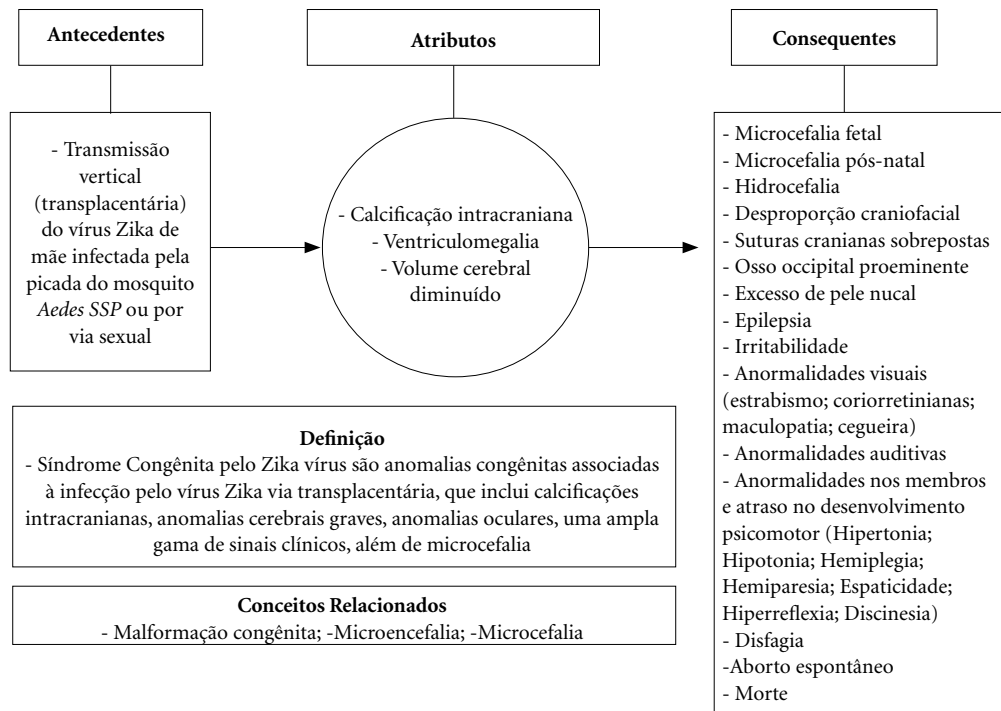 Antecedentes
- Transmissão
vertical
(transplacentária)
do vírus Zika de
mãe infectada pela
picada do mosquito
Aedes SSP ou por
via sexual
Atributos
- Calcificação intracraniana
- Ventriculomegalia
- Volume cerebral
diminuído
Consequentes
- Microcefalia fetal
- Microcefalia pós-natal
- Hidrocefalia
- Desproporção craniofacial
- Suturas cranianas sobrepostas
- Osso occipital proeminente
- Excesso de pele nucal
- Epilepsia
- Irritabilidade
- Anormalidades visuais
(estrabismo; coriorretinianas;
maculopatia; cegueira)
- Anormalidades auditivas
- Anormalidades nos membros
e atraso no desenvolvimento
psicomotor (Hipertonia;
Hipotonia; Hemiplegia;
Hemiparesia; Espaticidade;
Hiperreflexia; Discinesia)
- Disfagia
-Aborto espontâneo
- Morte
Definição
- Síndrome Congênita pelo Zika vírus são anomalias congênitas associadas
à infecção pelo vírus Zika via transplacentária, que inclui calcificações
intracranianas, anomalias cerebrais graves, anomalias oculares, uma ampla
gama de sinais clínicos, além de microcefalia
Conceitos Relacionados
- Malformação congênita; -Microencefalia; -Microcefalia